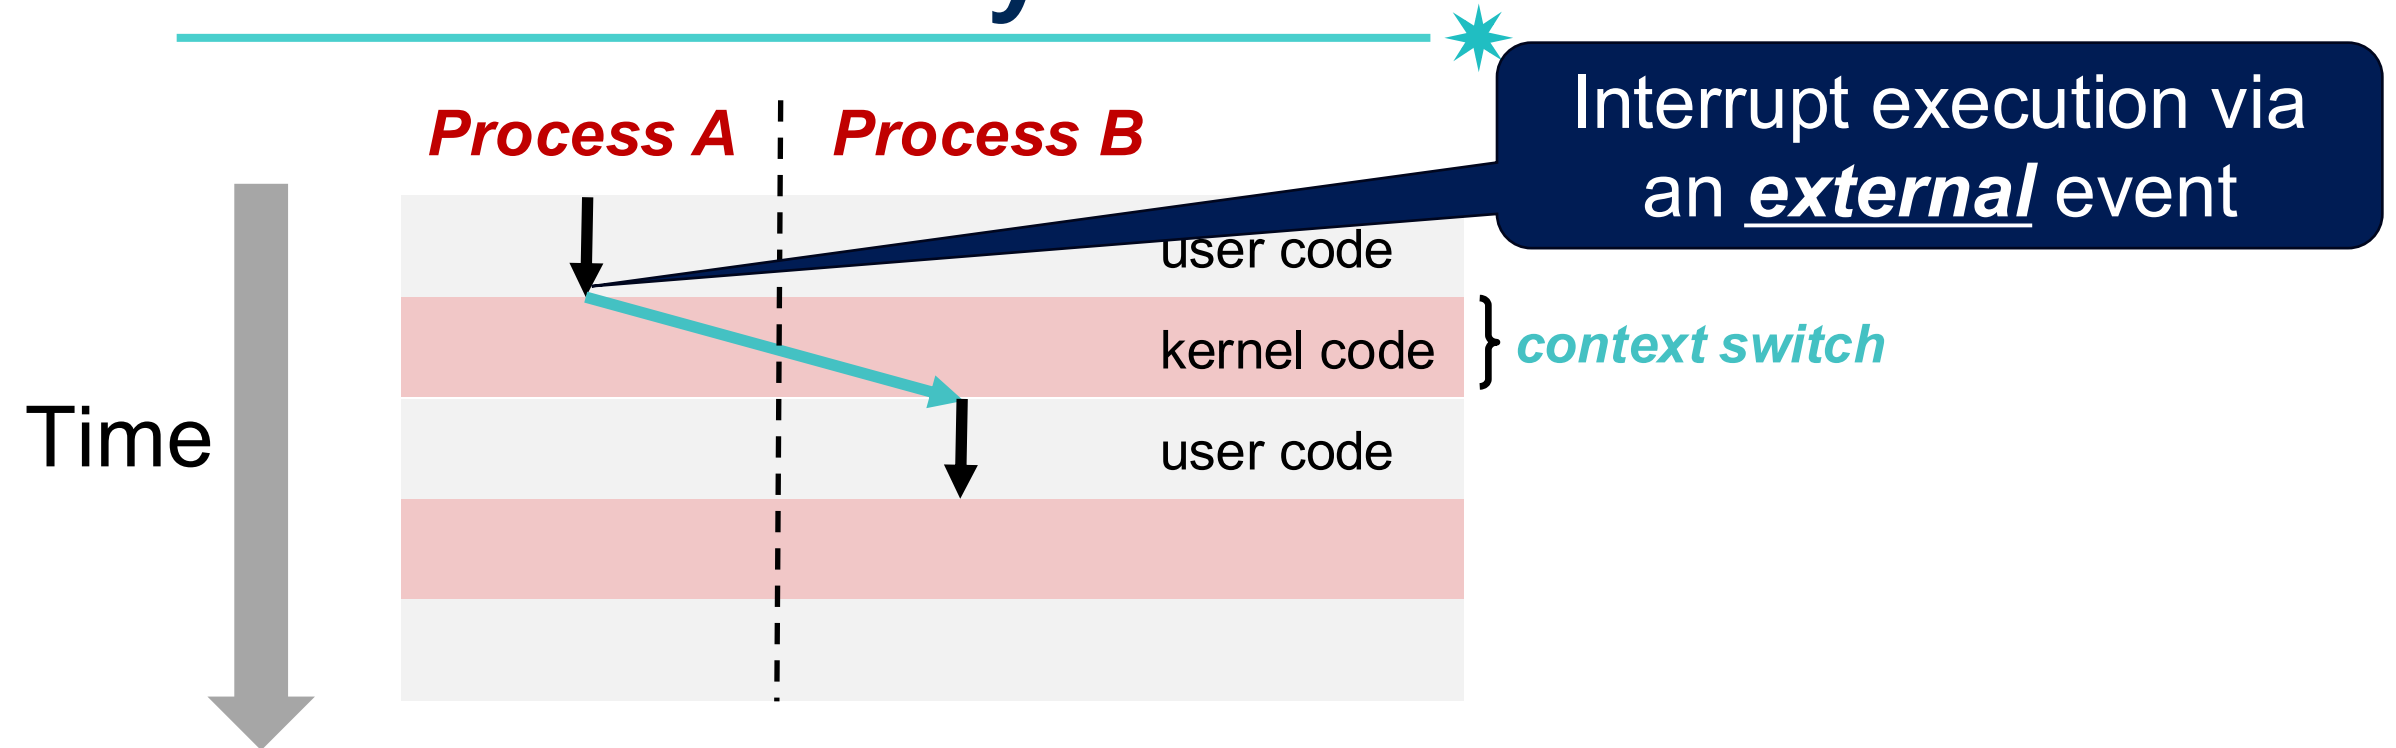 Process A
Process B
Interrupt execution via
an external event
user code
kernel code
context switch
Time
user code